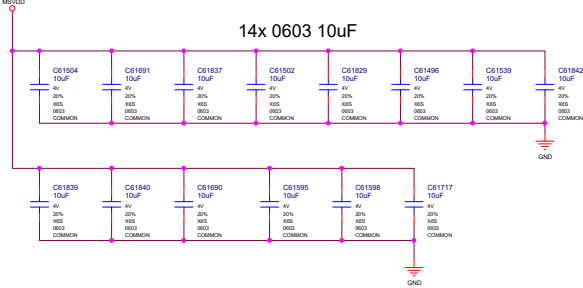 MSVDD
14x 0603 10uF
C61504
10uF
4V
20%
X6S
0603
COMMON
C61691
10uF
4V
20%
X6S
0603
COMMON
C61837
10uF
4V
20%
X6S
0603
COMMON
C61502
10uF
4V
20%
X6S
0603
COMMON
C61829
10uF
4V
20%
X6S
0603
COMMON
C61496
10uF
4V
20%
X6S
0603
COMMON
C61539
10uF
4V
20%
X6S
0603
COMMON
C61842
10uF
4V
20%
X6S
0603
COMMON
GND
C61839
10uF
4V
20%
X6S
0603
COMMON
C61840
10uF
4V
20%
X6S
0603
COMMON
C61690
10uF
4V
20%
X6S
0603
COMMON
C61595
10uF
4V
20%
X6S
0603
COMMON
C61598
10uF
4V
20%
X6S
0603
COMMON
C61717
10uF
4V
20%
X6S
0603
COMMON
GND